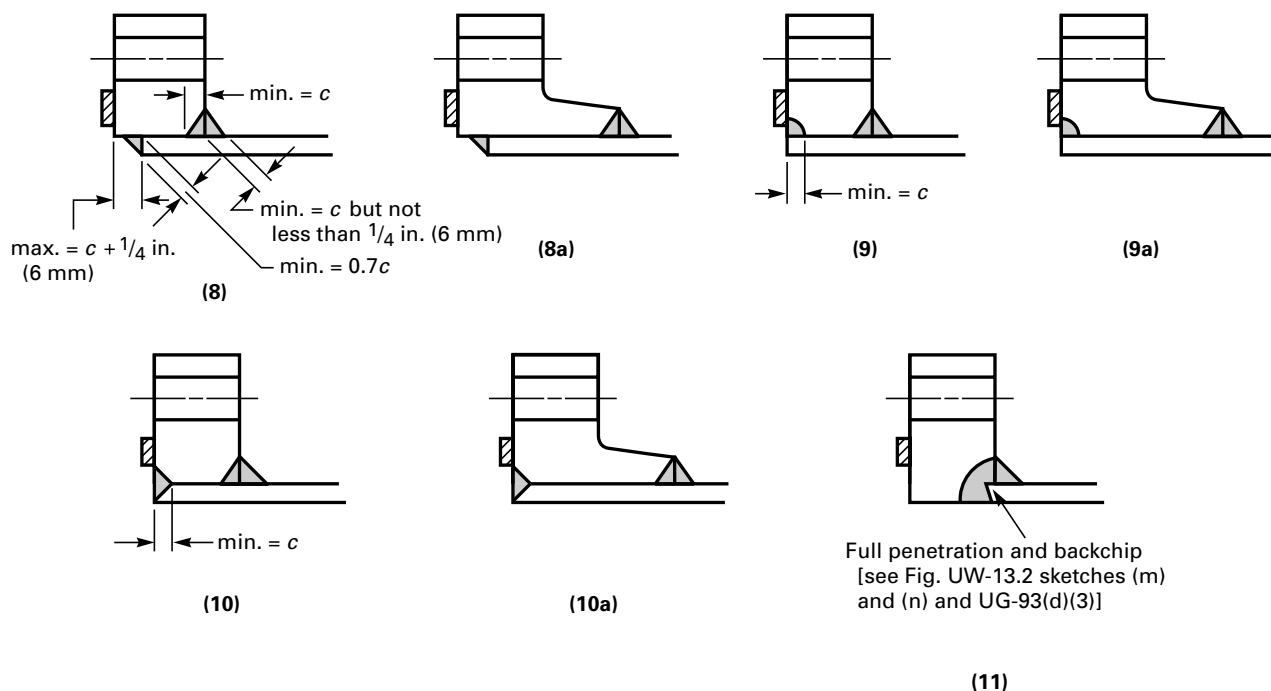 min. = c
min. = c but not
less than 1/4 in. (6 mm)
max. = c + 1/4 in.
(6 mm)
min. = 0.7c
(8)
(8a)
min. = c
(9)
(9a)
min. = c
(10)
(10a)
Full penetration and backchip
[see Fig. UW-13.2 sketches (m)
and (n) and UG-93(d)(3)]
(11)